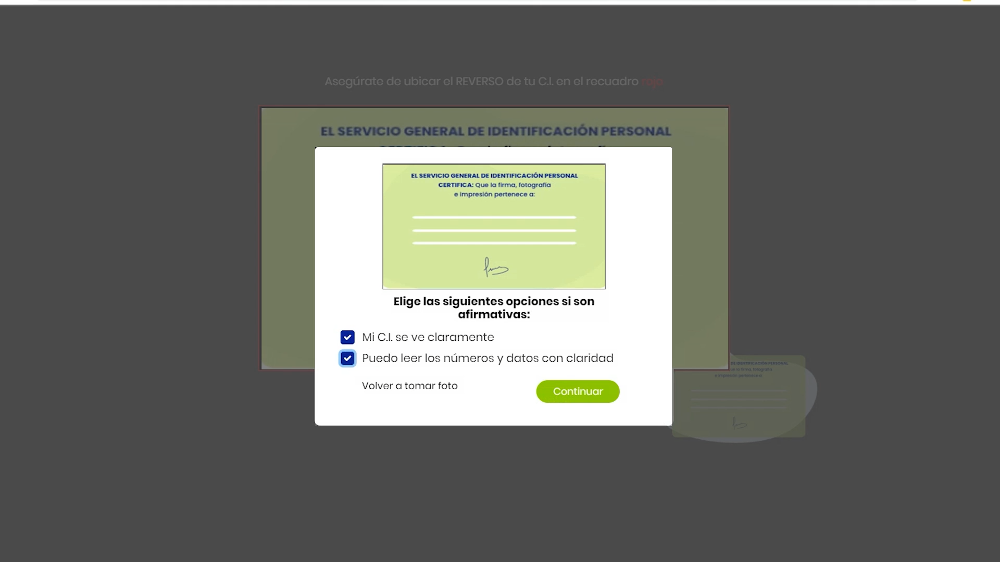 Asegúrate de ubicar el REVERSO de tu C.I. en el recuadro rojo
EL SERVICIO GENERAL DE IDENTIFICACIÓN PERSONAL
EL SERVICIO GENERAL DE IDENTIFICACIÓN PERSONAL
CERTIFICA: Que la firma, fotografía
e impresión pertenece a:
Elige las siguientes opciones si son
afirmativas:
Mi C.I. se ve claramente
Puedo leer los números y datos con claridad
Volver a tomar foto
Continuar
DE IDENTIFICACIÓN PERSONAL
que la firma, fotografía
e impresión pertenece a: